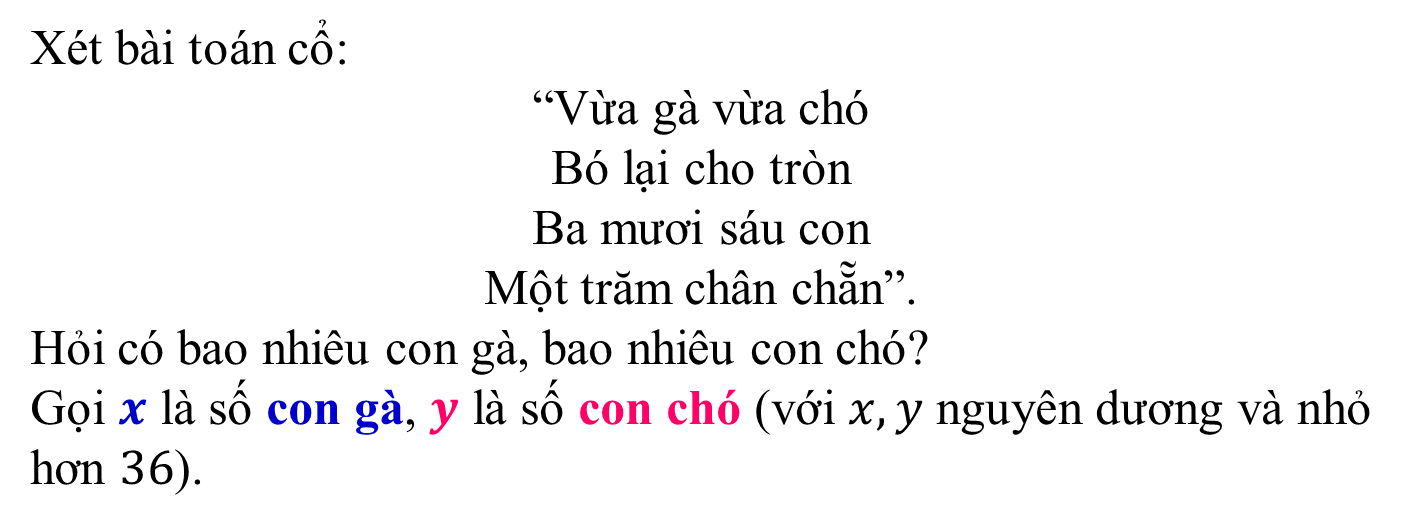 Xét bài toán cổ:
“Vừa gà vừa chó
Bó lại cho tròn
Ba mươi sáu con
Một trăm chân chẵn”.
Hỏi có bao nhiêu con gà, bao nhiêu con chó?
Gọi x là số con gà, y là số con chó (với x, y nguyên dương và nhỏ
hơn 36).